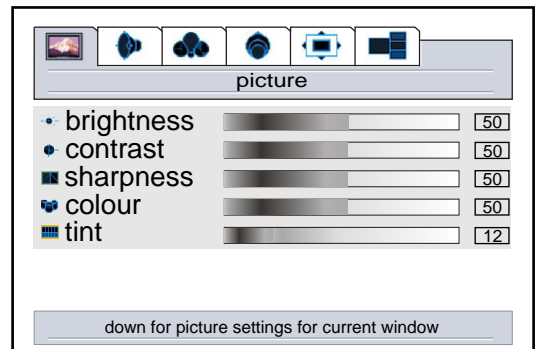 picture
brightness 50
contrast 50
sharpness 50
colour 50
tint 12
down for picture settings for current window